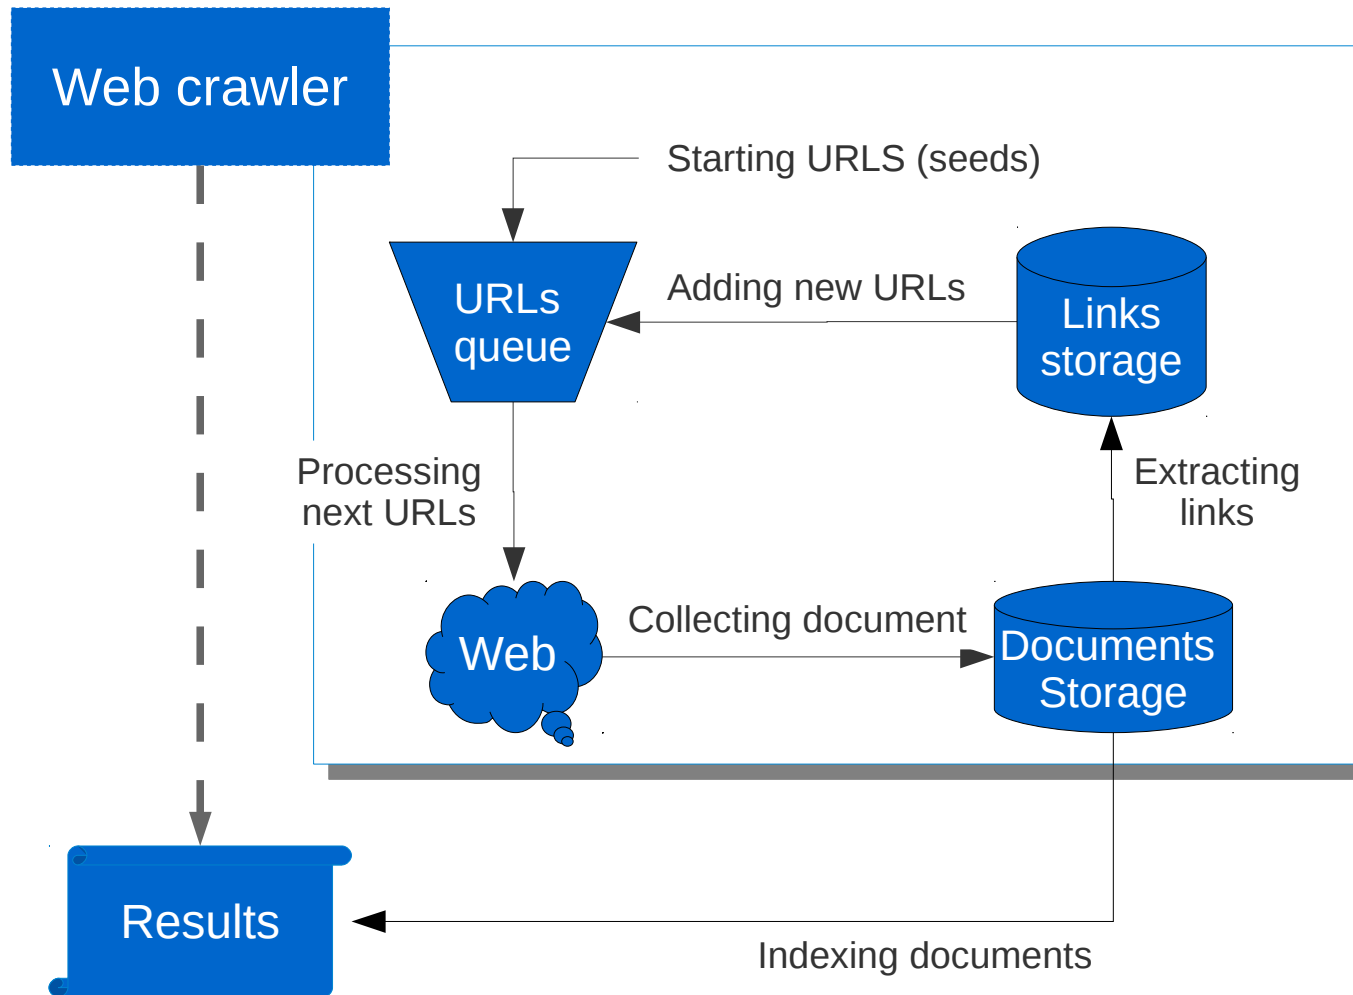 Web crawler
Starting URLS (seeds)
URLs
queue
Adding new URLs
Links
storage
Processing
next URLs
Extracting
links
Web
Collecting document
Documents
Storage
Results
Indexing documents